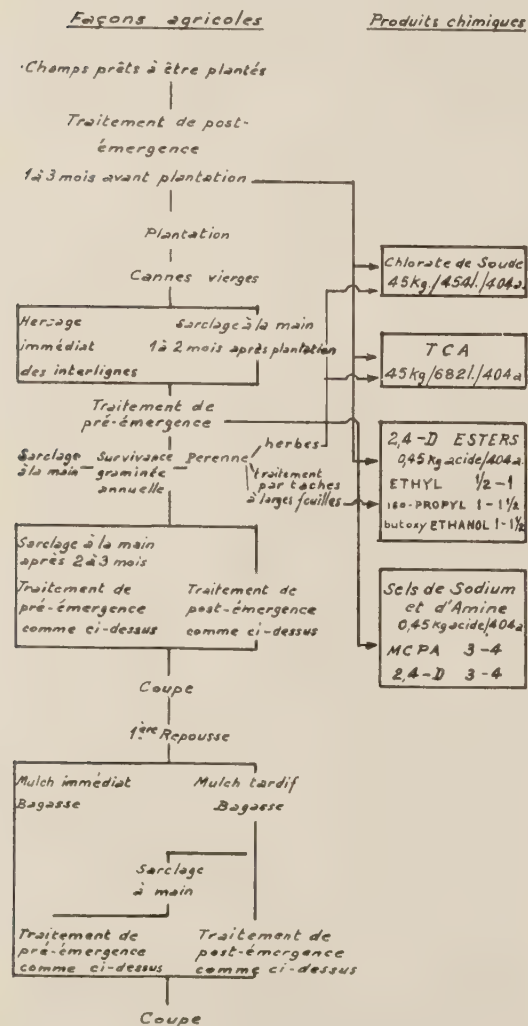 Façons agricoles
Produits chimiques
Champs prêts à être plantés
Traitement de post-
émergence
1 à 3 mois avant plantation
Plantation
Cannes vierges
Hersage
immédiat
des interlignes
Sarclage à la main
1 à 2 mois après plantation
Traitement de
pré-émergence
Sarclage
à la main
Survivance
graminée
annuelle
Perenne
herbes
traitement
par taches
à larges feuilles
Sarclage à la main
après 2 à 3 mois
Traitement de
pré-émergence
comme ci-dessus
Traitement de
post-émergence
comme ci-dessus
Coupe
1ère Repousse
Mulch immédiat
Bagasse
Mulch tardif
Bagasse
Sarclage
à main
Traitement de
pré-émergence
comme ci-dessus
Traitement de
post-émergence
comme ci-dessus
Coupe
Chlorate de Soude
45 kg./454 l./404 a.
TCA
45 kg/682 l./404 a
2,4-D ESTERS
0,45 kg acide/404 a.
ETHYL 1/2-1
iso-PROPYL 1-1 1/2
butoxy ETHANOL 1-1 1/2
Sels de Sodium
et d'Amine
0,45 kg acide/404 a
MCPA 3-4
2,4-D 3-4